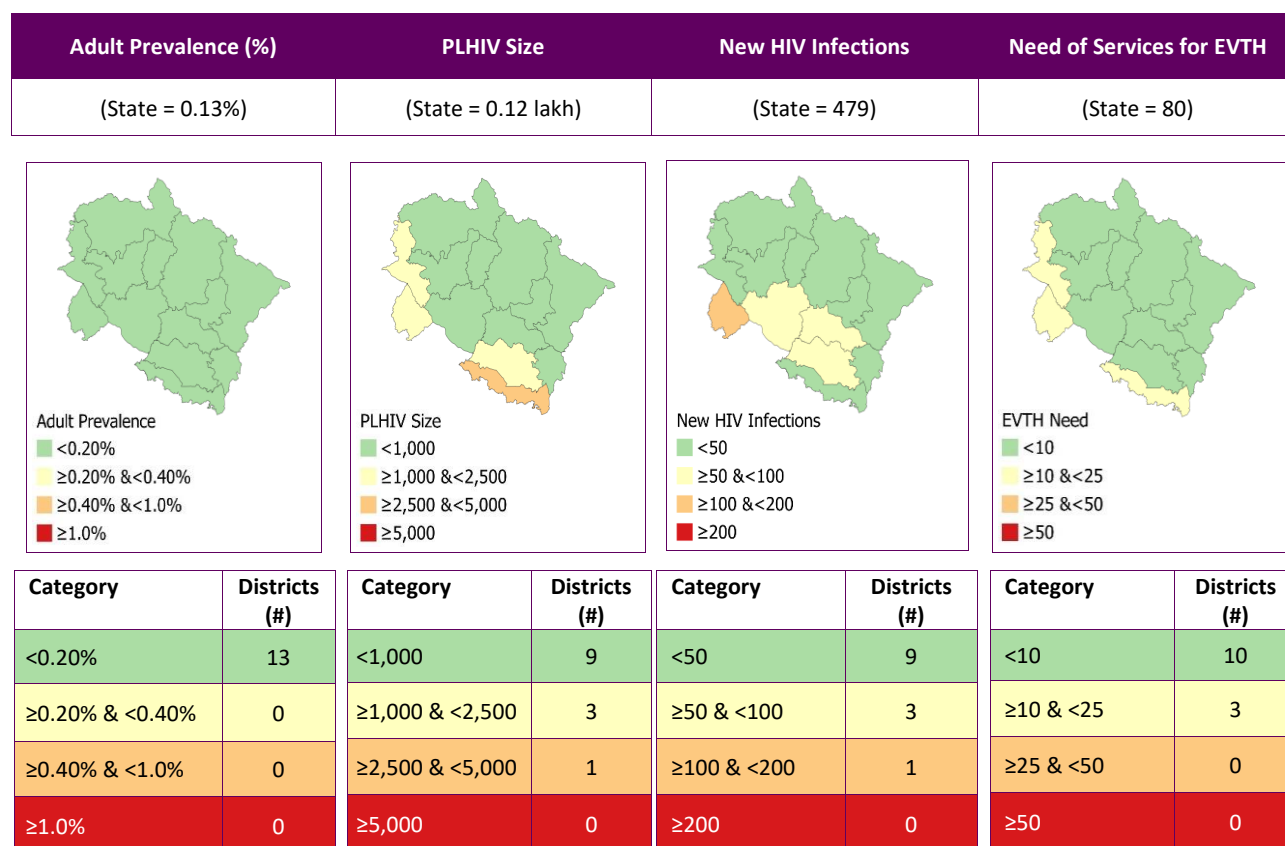 Adult Prevalence (%) PLHIV Size New HIV Infections Need of Services for EVTH
(State = 0.13%) (State = 0.12 lakh) (State = 479) (State = 80)
Adult Prevalence
<0.20%
≥0.20% &<0.40%
≥0.40% &<1.0%
≥1.0%
PLHIV Size
<1,000
≥1,000 &<2,500
≥2,500 &<5,000
≥5,000
New HIV Infections
<50
≥50 &<100
≥100 &<200
≥200
EVTH Need
<10
≥10 &<25
≥25 &<50
≥50
Category Districts
(#)
<0.20% 13
≥0.20% & <0.40% 0
≥0.40% & <1.0% 0
≥1.0% 0
Category Districts
(#)
<1,000 9
≥1,000 & <2,500 3
≥2,500 & <5,000 1
≥5,000 0
Category Districts
(#)
<50 9
≥50 & <100 3
≥100 & <200 1
≥200 0
Category Districts
(#)
<10 10
≥10 & <25 3
≥25 & <50 0
≥50 0